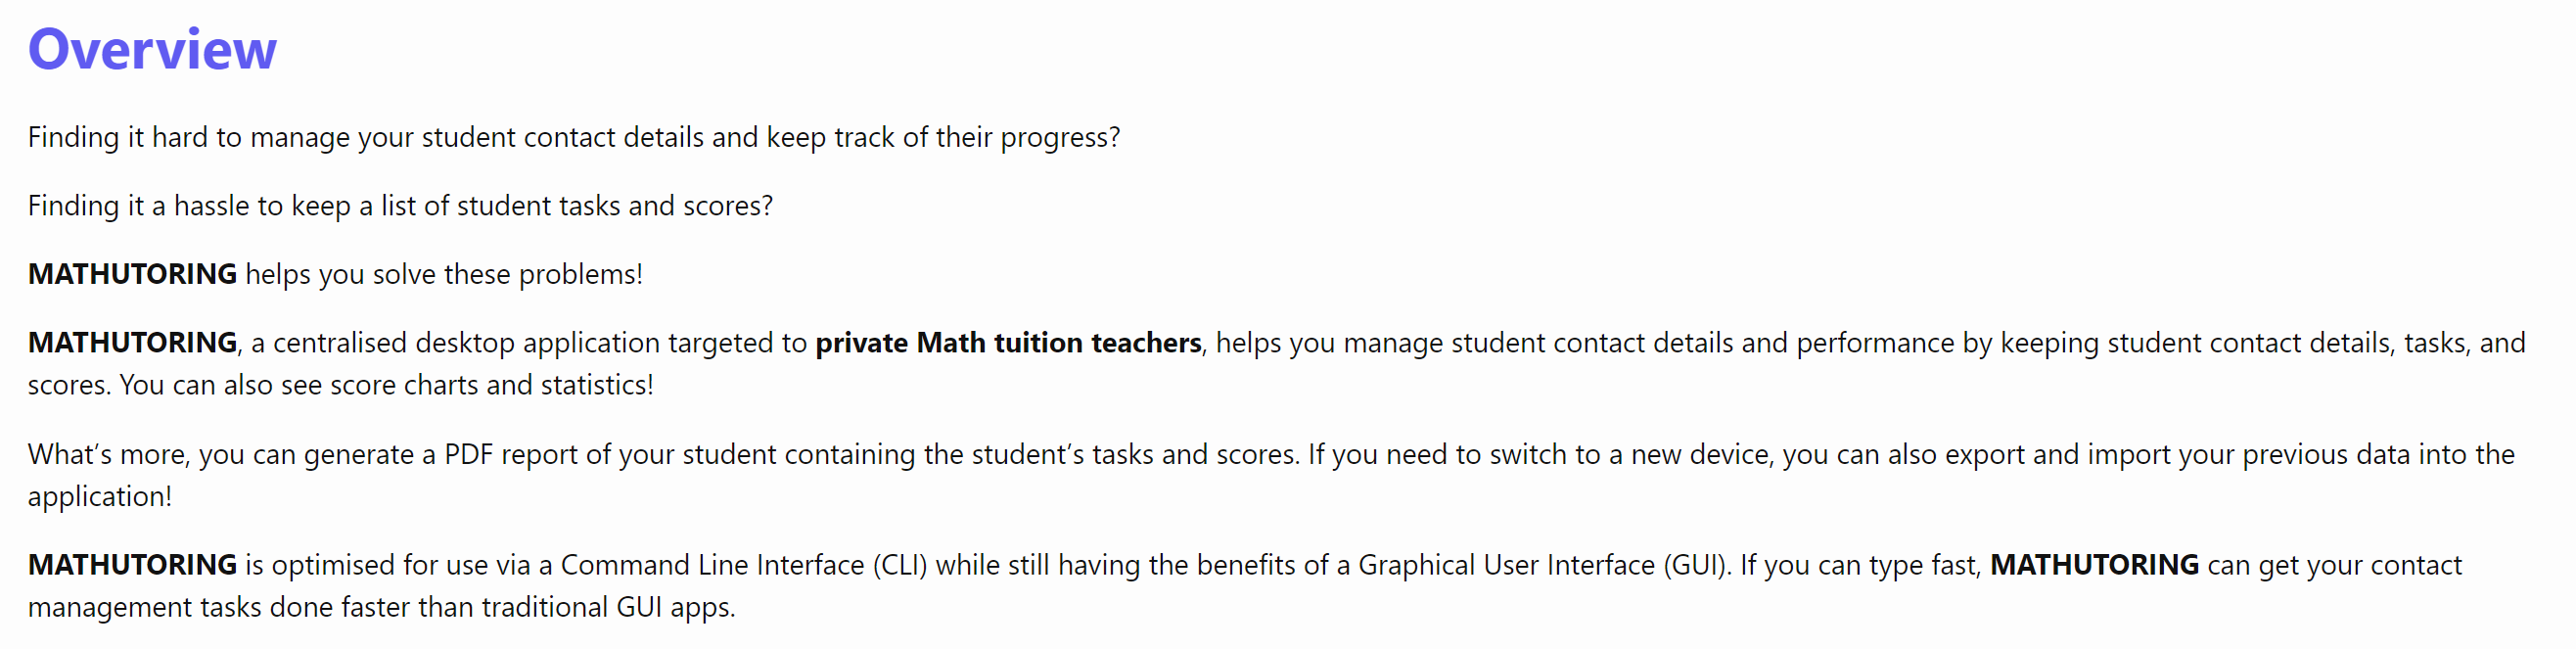 Overview
Finding it hard to manage your student contact details and keep track of their progress?
Finding it a hassle to keep a list of student tasks and scores?
MATHUTORING helps you solve these problems!
MATHUTORING, a centralised desktop application targeted to private Math tuition teachers, helps you manage student contact details and performance by keeping student contact details, tasks, and
scores. You can also see score charts and statistics!
What’s more, you can generate a PDF report of your student containing the student’s tasks and scores. If you need to switch to a new device, you can also export and import your previous data into the
application!
MATHUTORING is optimised for use via a Command Line Interface (CLI) while still having the benefits of a Graphical User Interface (GUI). If you can type fast, MATHUTORING can get your contact
management tasks done faster than traditional GUI apps.